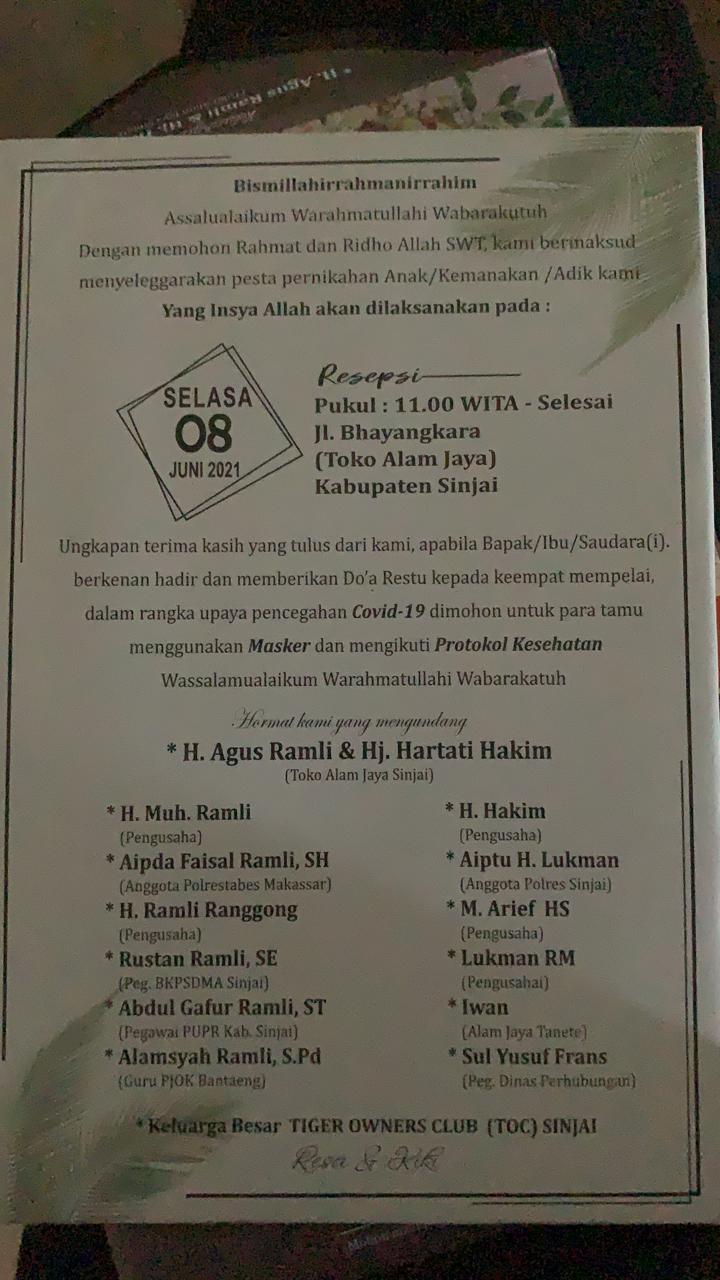 * H. Agus Ramli & Hj.
Bismillahirrahmanirrahim
Assalualaikum Warahmatullahi Wabarakutuh
Dengan memohon Rahmat dan Ridho Allah SWT, kami bermaksud
menyeleggarakan pesta pernikahan Anak/Kemanakan /Adik kami
Yang Insya Allah akan dilaksanakan pada :
SELASA
08
JUNI 2021
Resepsi
Pukul : 11.00 WITA - Selesai
Jl. Bhayangkara
(Toko Alam Jaya)
Kabupaten Sinjai
Ungkapan terima kasih yang tulus dari kami, apabila Bapak/Ibu/Saudara(i).
berkenan hadir dan memberikan Do'a Restu kepada keempat mempelai,
dalam rangka upaya pencegahan Covid-19 dimohon untuk para tamu
menggunakan Masker dan mengikuti Protokol Kesehatan
Wassalamualaikum Warahmatullahi Wabarakatuh
Hormat kami yang mengundang
* H. Agus Ramli & Hj. Hartati Hakim
(Toko Alam Jaya Sinjai)
* H. Muh. Ramli
(Pengusaha)
* Aipda Faisal Ramli, SH
(Anggota Polrestabes Makassar)
* H. Ramli Ranggong
(Pengusaha)
* Rustan Ramli, SE
(Peg. BKPSDMA Sinjai)
* Abdul Gafur Ramli, ST
(Pegawai PUPR Kab. Sinjai)
* Alamsyah Ramli, S.Pd
(Guru PJOK Bantaeng)
* H. Hakim
(Pengusaha)
* Aiptu H. Lukman
(Anggota Polres Sinjai)
* M. Arief HS
(Pengusaha)
* Lukman RM
(Pengusahai)
* Iwan
(Alam Jaya Tanete)
* Sul Yusuf Frans
(Peg. Dinas Perhubungan)
* Keluarga Besar TIGER OWNERS CLUB (TOC) SINJAI
Resa & Kiki